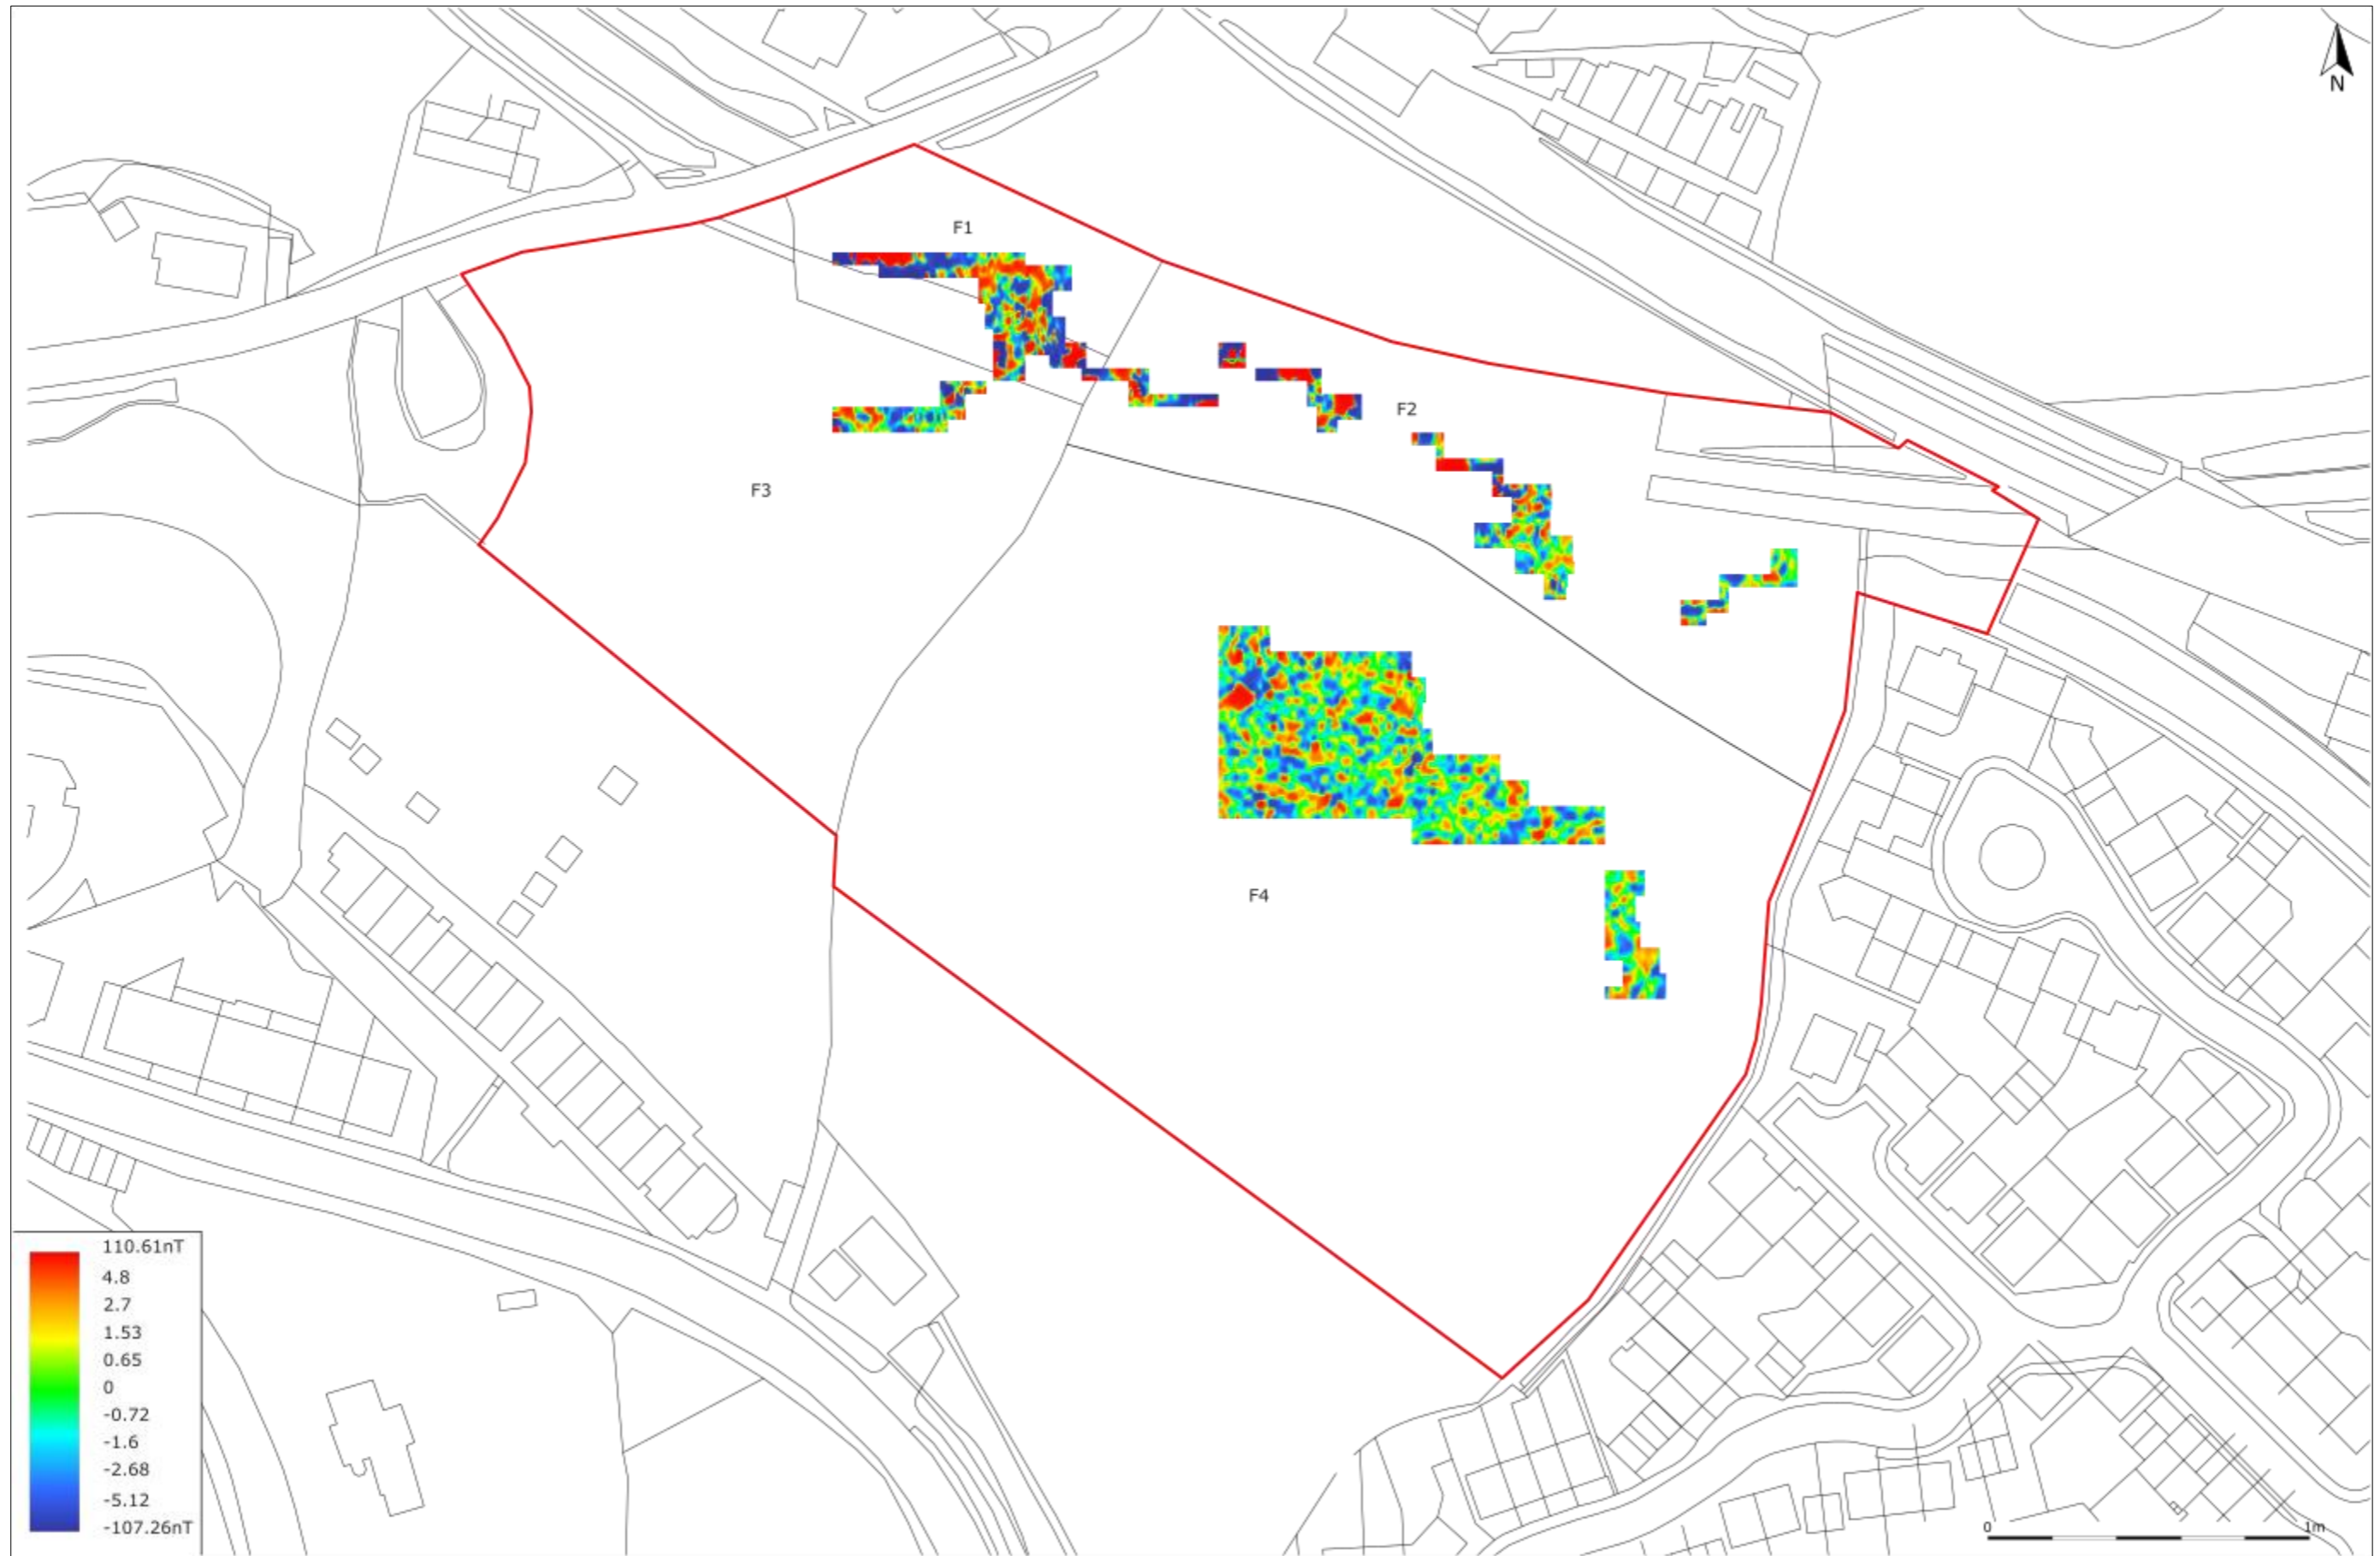 N
F1
F2
F3
F4
110.61nT
4.8
2.7
1.53
0.65
0
-0.72
-1.6
-2.68
-5.12
-107.26nT
0 1m